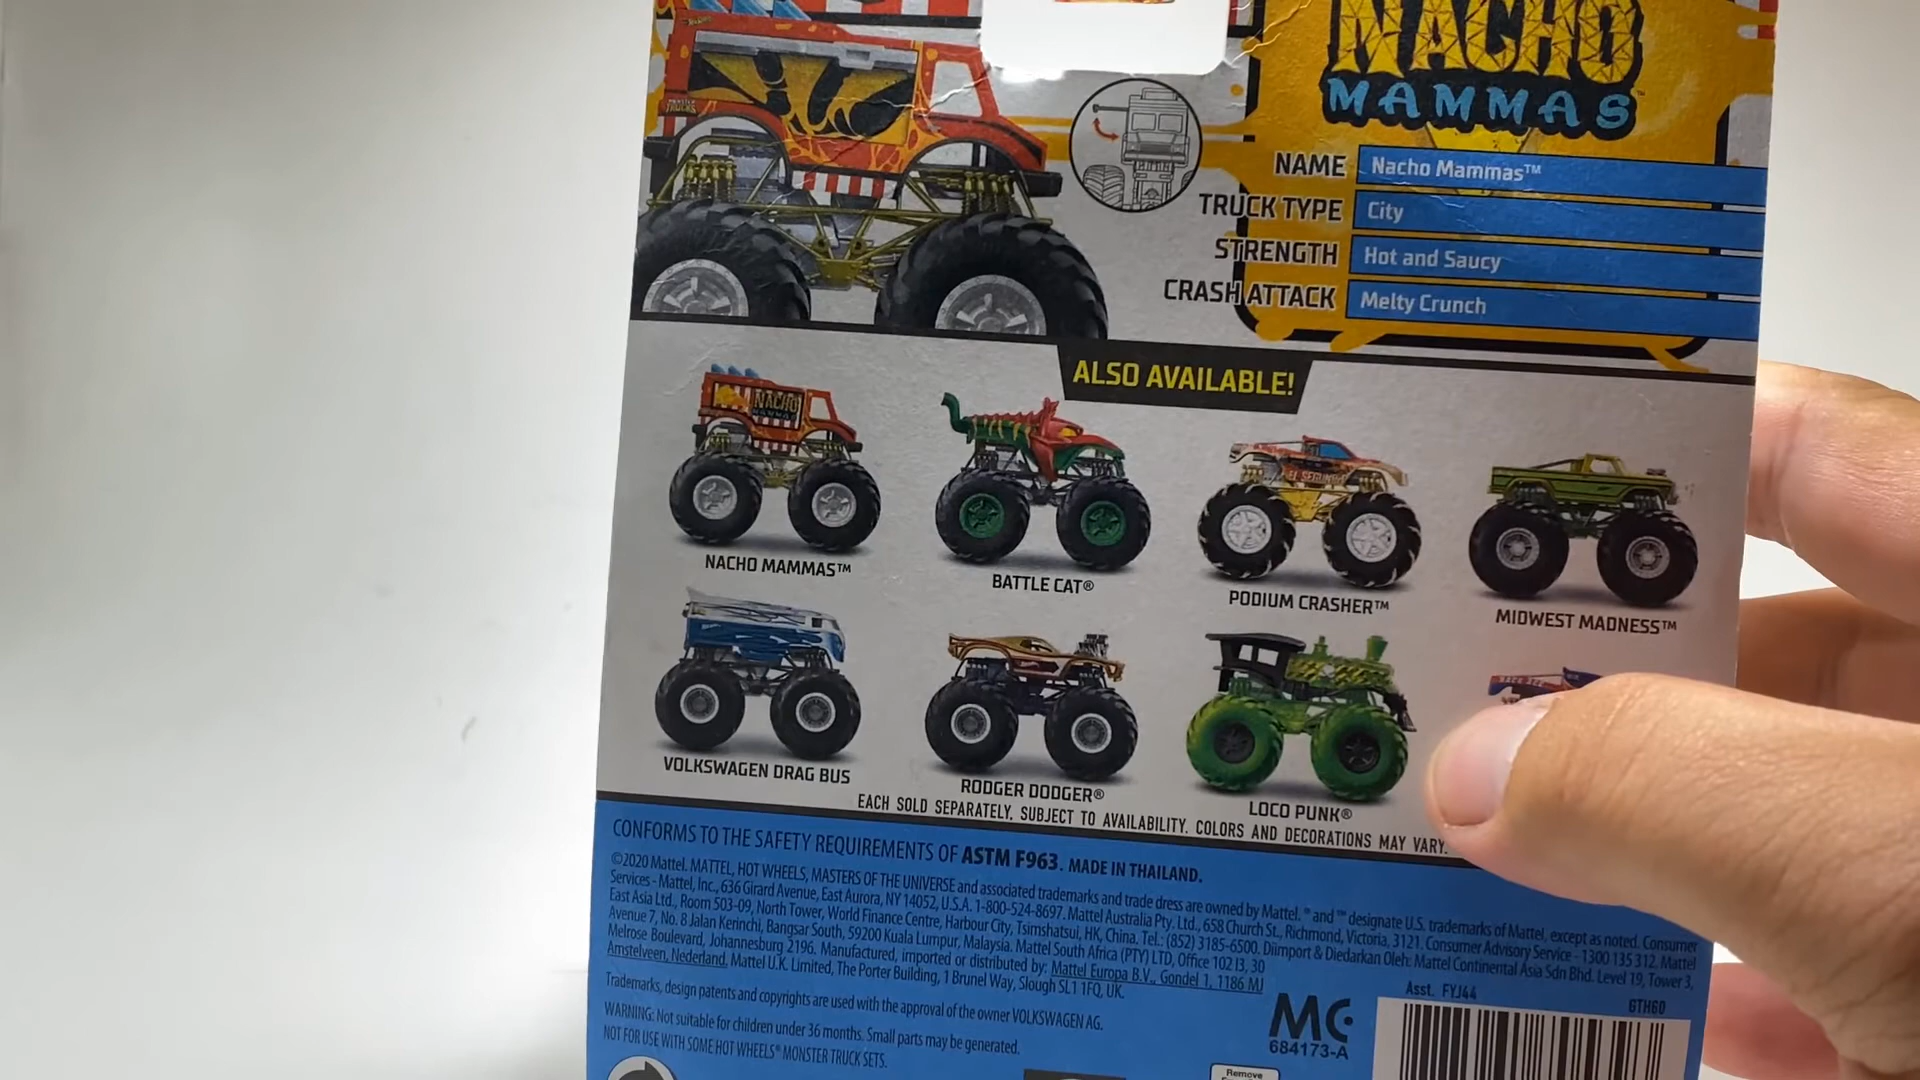 NACHO
MAMMAS™
NAME Nacho Mammas™
TRUCK TYPE City
STRENGTH Hot and Saucy
CRASH ATTACK Melty Crunch
ALSO AVAILABLE!
NACHO
MAMMAS
NACHO MAMMAS™
BATTLE CAT®
PODIUM CRASHER™
MIDWEST MADNESS™
VOLKSWAGEN DRAG BUS
RODGER DODGER®
LOCO PUNK®
EACH SOLD SEPARATELY. SUBJECT TO AVAILABILITY. COLORS AND DECORATIONS MAY VARY.
CONFORMS TO THE SAFETY REQUIREMENTS OF ASTM F963. MADE IN THAILAND.
©2020 Mattel. MATTEL, HOT WHEELS, MASTERS OF THE UNIVERSE and associated trademarks and trade dress are owned by Mattel. ® and ™ designate U.S. trademarks of Mattel, except as noted. Consumer
Services - Mattel, Inc., 636 Girard Avenue, East Aurora, NY 14052, U.S.A. 1-800-524-8697. Mattel Australia Pty. Ltd., 658 Church St., Richmond, Victoria, 3121. Consumer Advisory Service - 1300 135 312. Mattel
East Asia Ltd., Room 503-09, North Tower, World Finance Centre, Harbour City, Tsimshatsui, HK, China. Tel.: (852) 3185-6500. Diimport & Diedarkan Oleh: Mattel Continental Asia Sdn Bhd. Level 19, Tower 3,
Avenue 7, No. 8 Jalan Kerinchi, Bangsar South, 59200 Kuala Lumpur, Malaysia. Mattel South Africa (PTY) LTD, Office 102 I3, 30
Melrose Boulevard, Johannesburg 2196. Manufactured, imported or distributed by: Mattel Europa B.V., Gondel 1, 1186 MJ
Amstelveen, Nederland. Mattel U.K. Limited, The Porter Building, 1 Brunel Way, Slough SL1 1FQ, UK.
Trademarks, design patents and copyrights are used with the approval of the owner VOLKSWAGEN AG.
WARNING: Not suitable for children under 36 months. Small parts may be generated.
NOT FOR USE WITH SOME HOT WHEELS® MONSTER TRUCK SETS.
MC
684173-A
Asst. FYJ44
GTH60
Remove